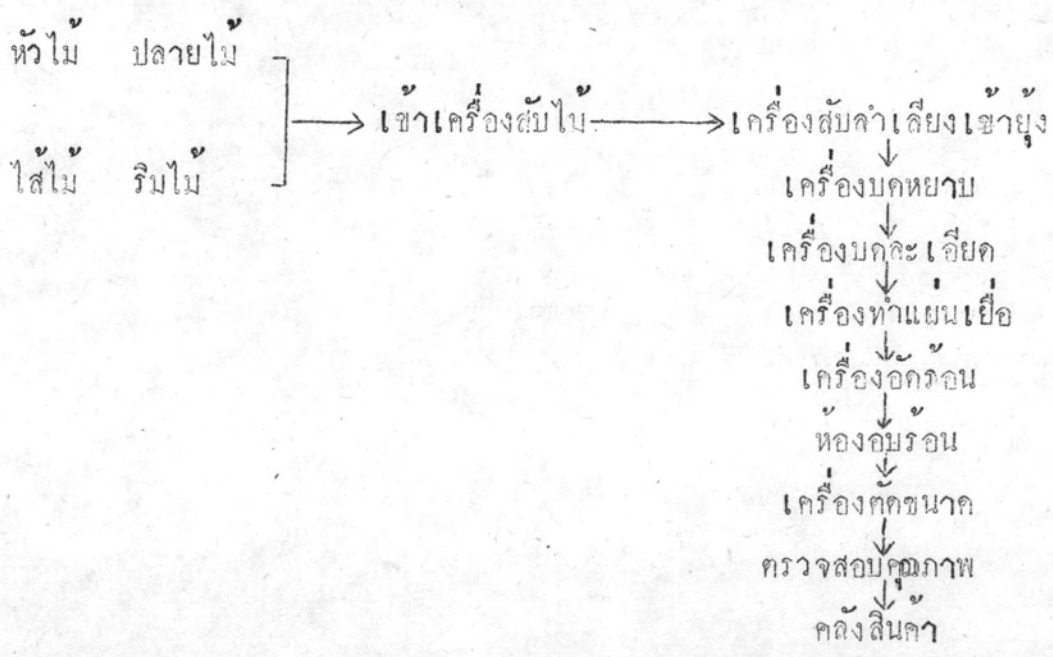 หัวไม้ ปลายไม้
ไส้ไม้ ริมไม้
เข้าเครื่องสับไม้
เครื่องสับลำเลียงเข้ายุ้ง
เครื่องบดหยาบ
เครื่องบดละเอียด
เครื่องทำแผ่นเยื่อ
เครื่องอัดร้อน
ห้องอบร้อน
เครื่องตัดขนาด
ตรวจสอบคุณภาพ
คลังสินค้า